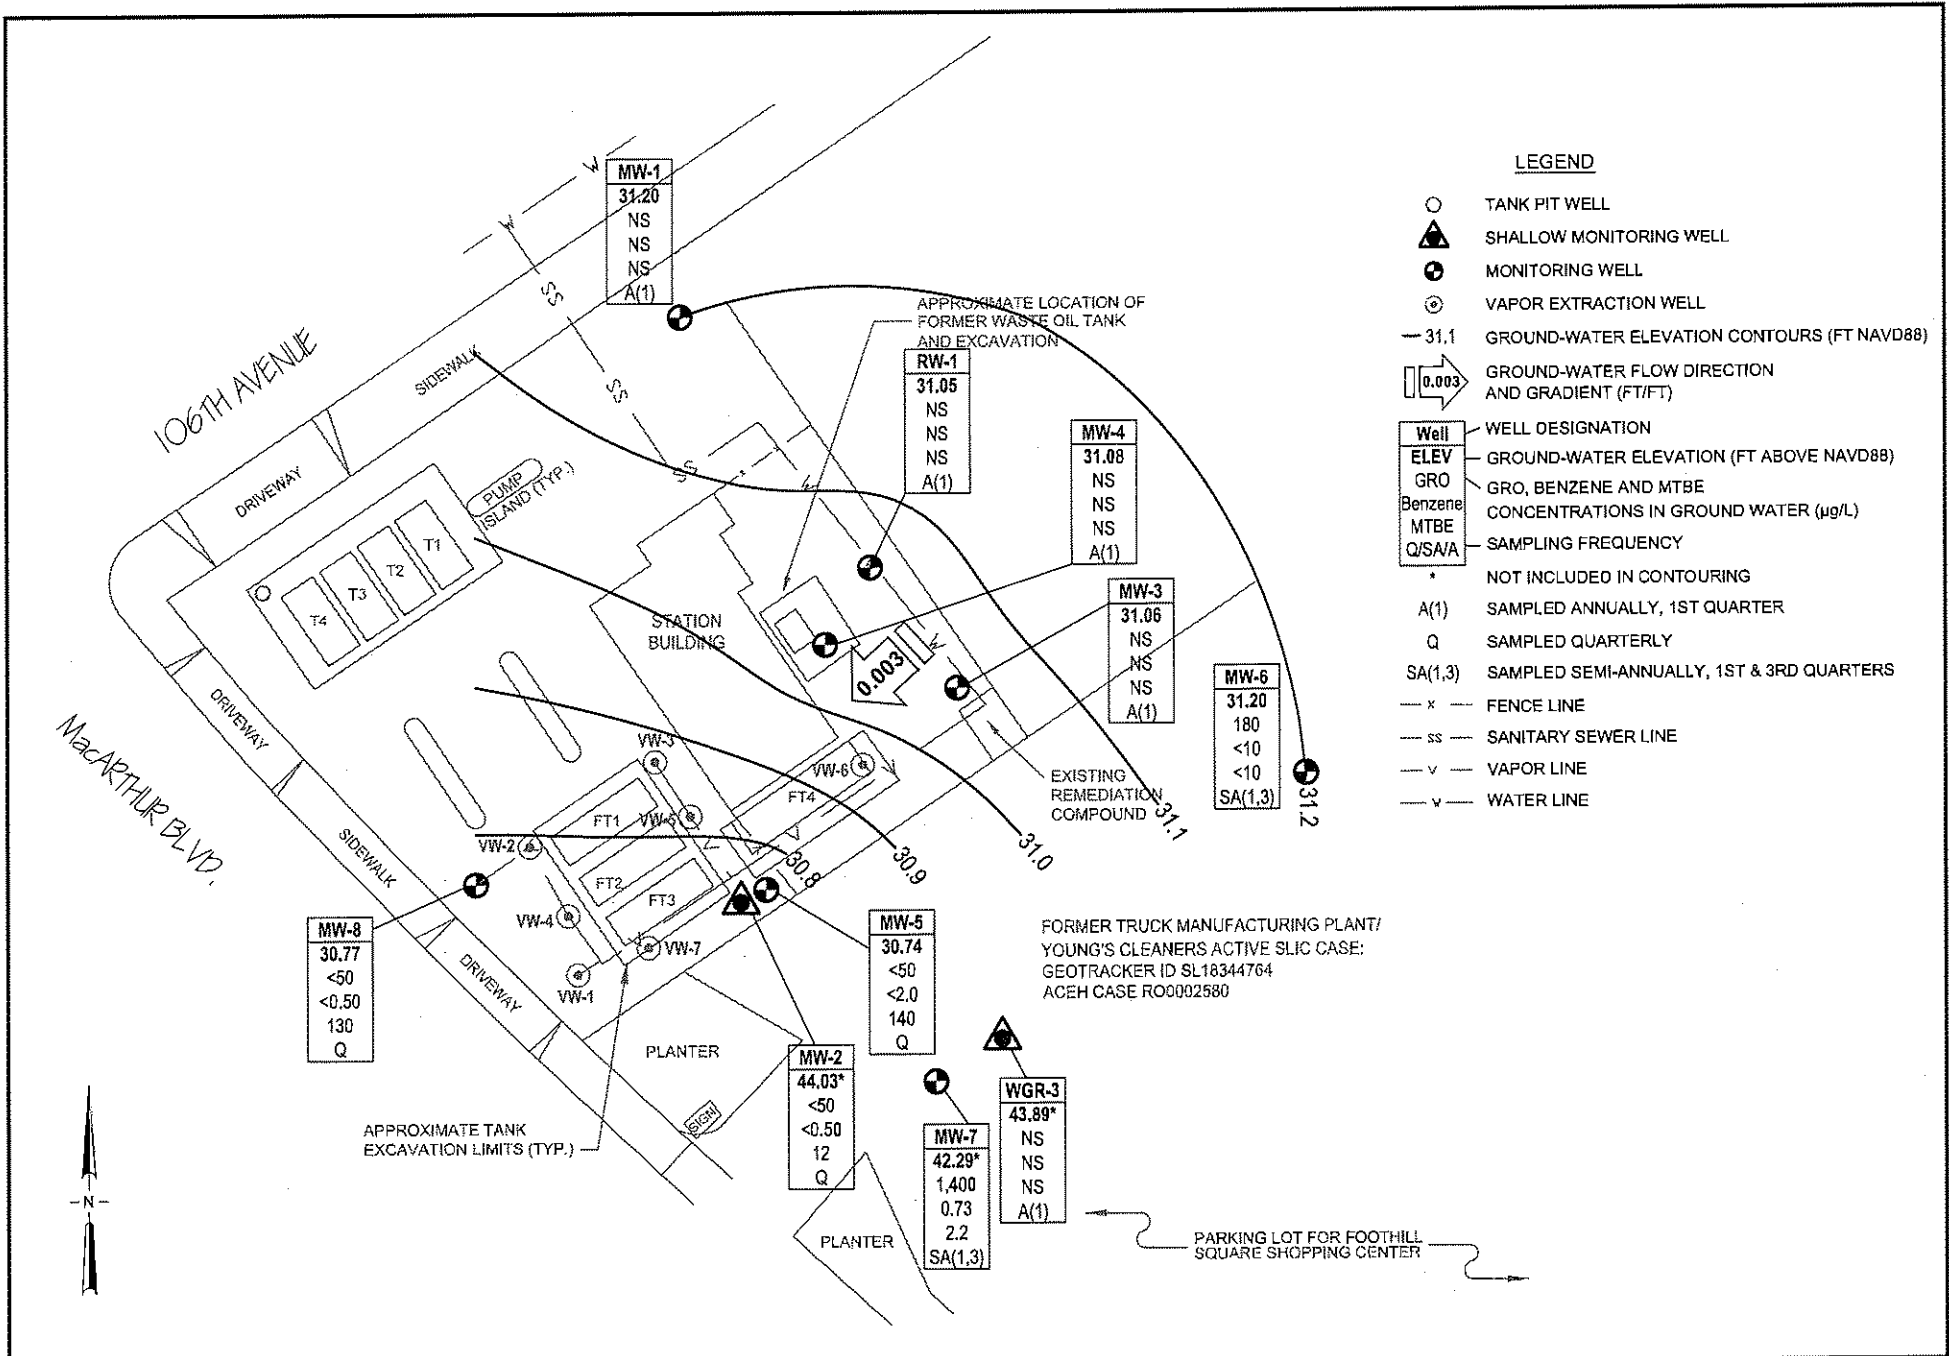 MW-1
31.20
NS
NS
NS
A(1)
W
W
SS
SS
SS
106TH AVENUE
SIDEWALK
DRIVEWAY
APPROXIMATE LOCATION OF
FORMER WASTE OIL TANK
AND EXCAVATION
RW-1
31.05
NS
NS
NS
A(1)
MW-4
31.08
NS
NS
NS
A(1)
MW-3
31.06
NS
NS
NS
A(1)
MW-6
31.20
180
<10
<10
SA(1,3)
PUMP
ISLAND (TYP.)
T1
T2
T3
T4
W
W
STATION
BUILDING
0.003
DRIVEWAY
MacARTHUR BLVD.
SIDEWALK
DRIVEWAY
VW-3
VW-6
VW-5
VW-2
VW-4
VW-7
VW-1
FT1
FT2
FT3
FT4
V
EXISTING
REMEDIATION
COMPOUND
30.8
30.9
31.0
31.1
31.2
MW-8
30.77
<50
<0.50
130
Q
MW-5
30.74
<50
<2.0
140
Q
MW-2
44.03*
<50
<0.50
12
Q
MW-7
42.29*
1,400
0.73
2.2
SA(1,3)
WGR-3
43.89*
NS
NS
NS
A(1)
FORMER TRUCK MANUFACTURING PLANT/
YOUNG'S CLEANERS ACTIVE SLIC CASE:
GEOTRACKER ID SL18344764
ACEH CASE RO0002580
PLANTER
SIGN
PLANTER
APPROXIMATE TANK
EXCAVATION LIMITS (TYP.)
PARKING LOT FOR FOOTHILL
SQUARE SHOPPING CENTER
-N-
LEGEND
TANK PIT WELL
SHALLOW MONITORING WELL
MONITORING WELL
VAPOR EXTRACTION WELL
31.1 GROUND-WATER ELEVATION CONTOURS (FT NAVD88)
0.003 GROUND-WATER FLOW DIRECTION
AND GRADIENT (FT/FT)
Well WELL DESIGNATION
ELEV GROUND-WATER ELEVATION (FT ABOVE NAVD88)
GRO GRO, BENZENE AND MTBE
Benzene CONCENTRATIONS IN GROUND WATER (µg/L)
MTBE
Q/SA/A SAMPLING FREQUENCY
* NOT INCLUDED IN CONTOURING
A(1) SAMPLED ANNUALLY, 1ST QUARTER
Q SAMPLED QUARTERLY
SA(1,3) SAMPLED SEMI-ANNUALLY, 1ST & 3RD QUARTERS
x FENCE LINE
SS SANITARY SEWER LINE
V VAPOR LINE
W WATER LINE